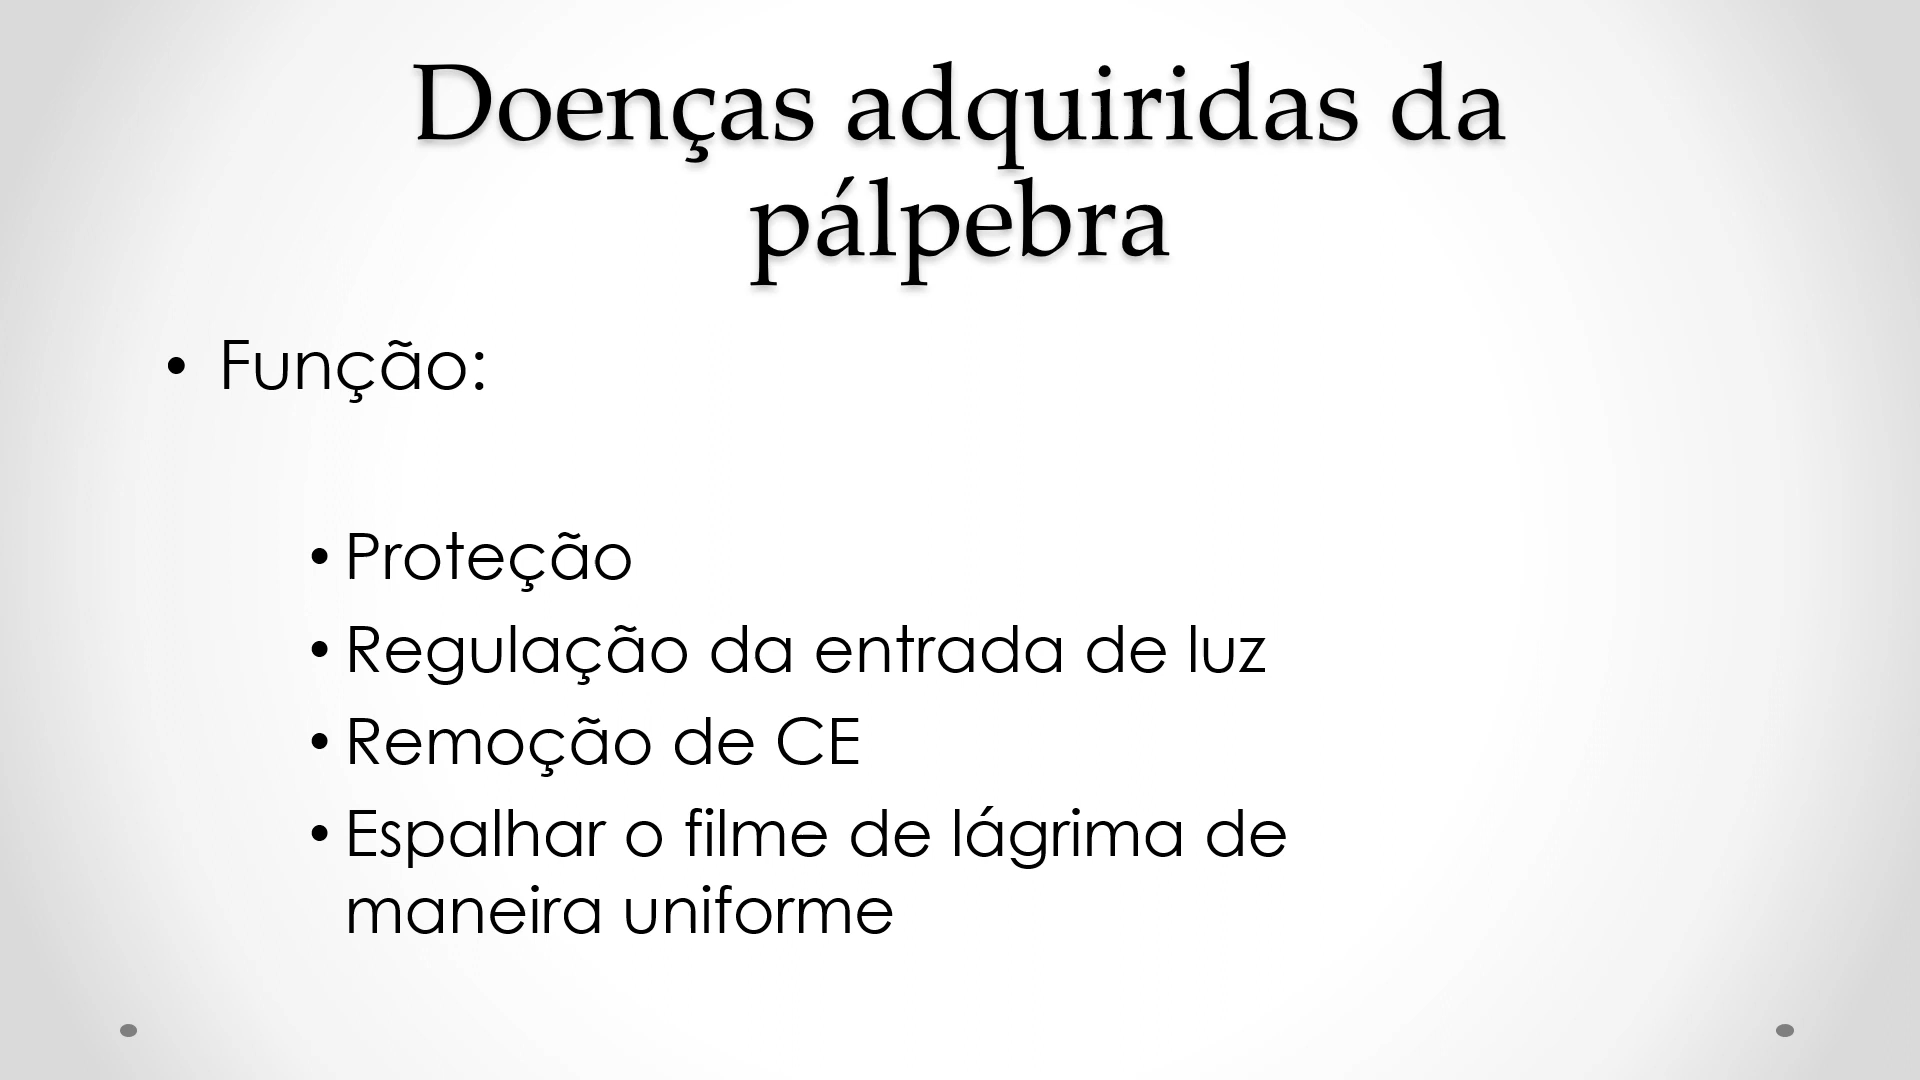 Doenças adquiridas da
pálpebra
• Função:
• Proteção
• Regulação da entrada de luz
• Remoção de CE
• Espalhar o filme de lágrima de
maneira uniforme